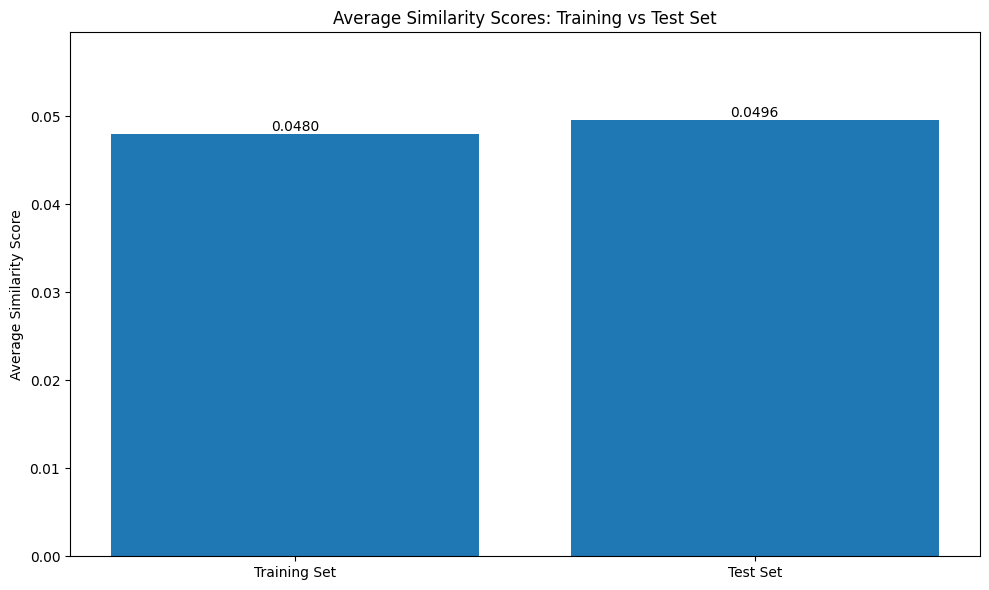 Average Similarity Scores: Training vs Test Set
Average Similarity Score
0.05
0.04
0.03
0.02
0.01
0.00
0.0480
0.0496
Training Set
Test Set